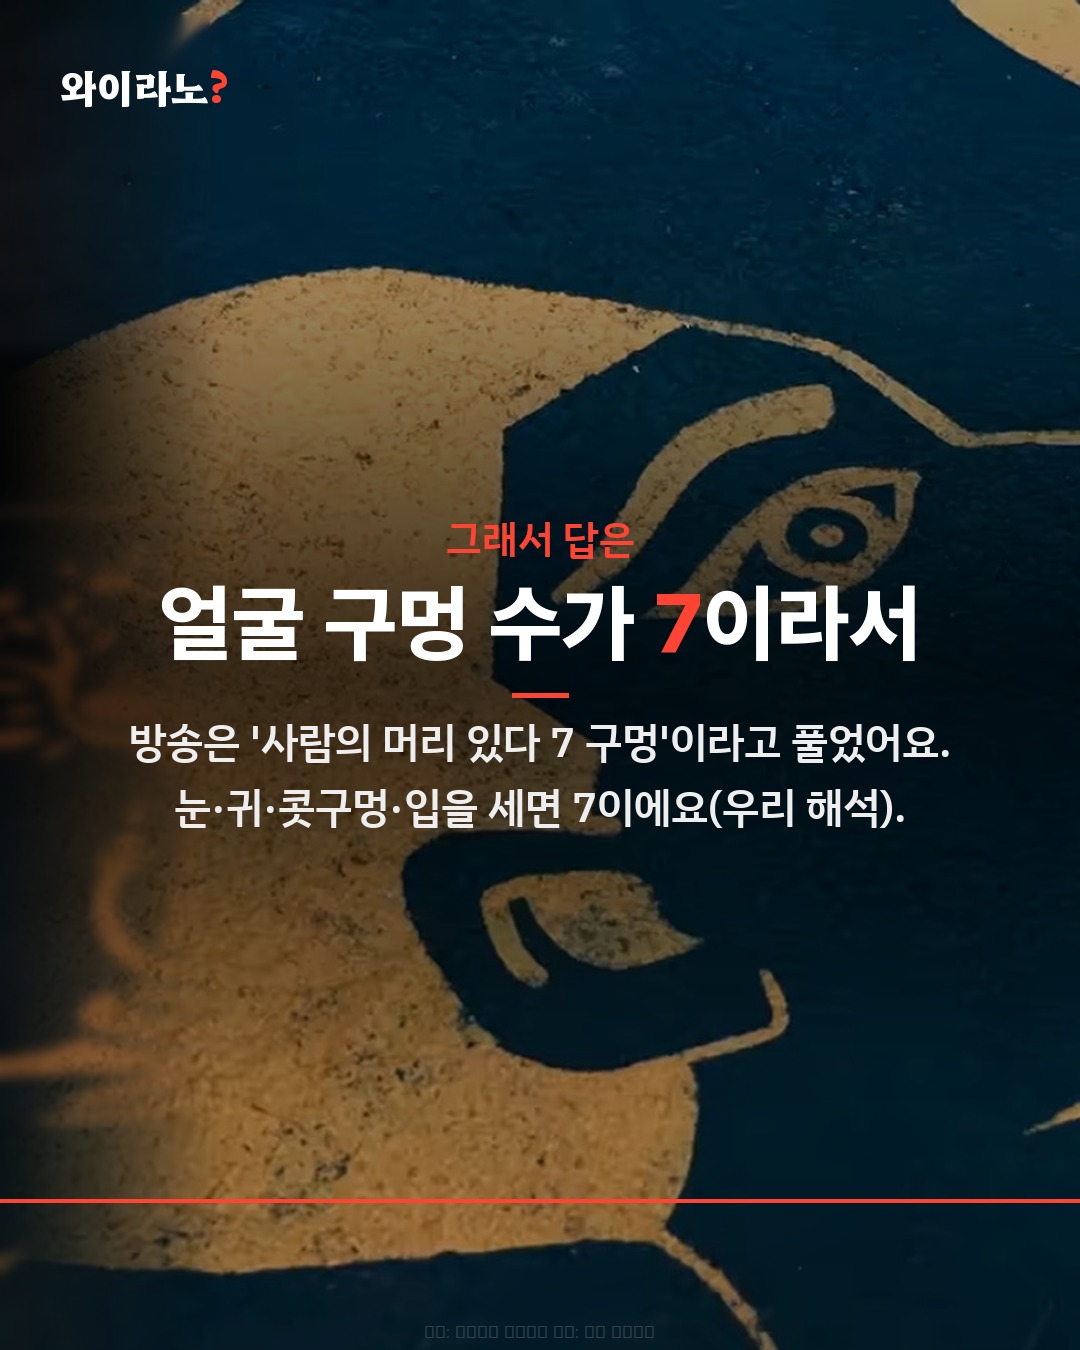 와이라노?
그래서 답은
얼굴 구멍 수가 7이라서
방송은 '사람의 머리 있다 7 구멍'이라고 풀었어요.
눈·귀·콧구멍·입을 세면 7이에요(우리 해석).